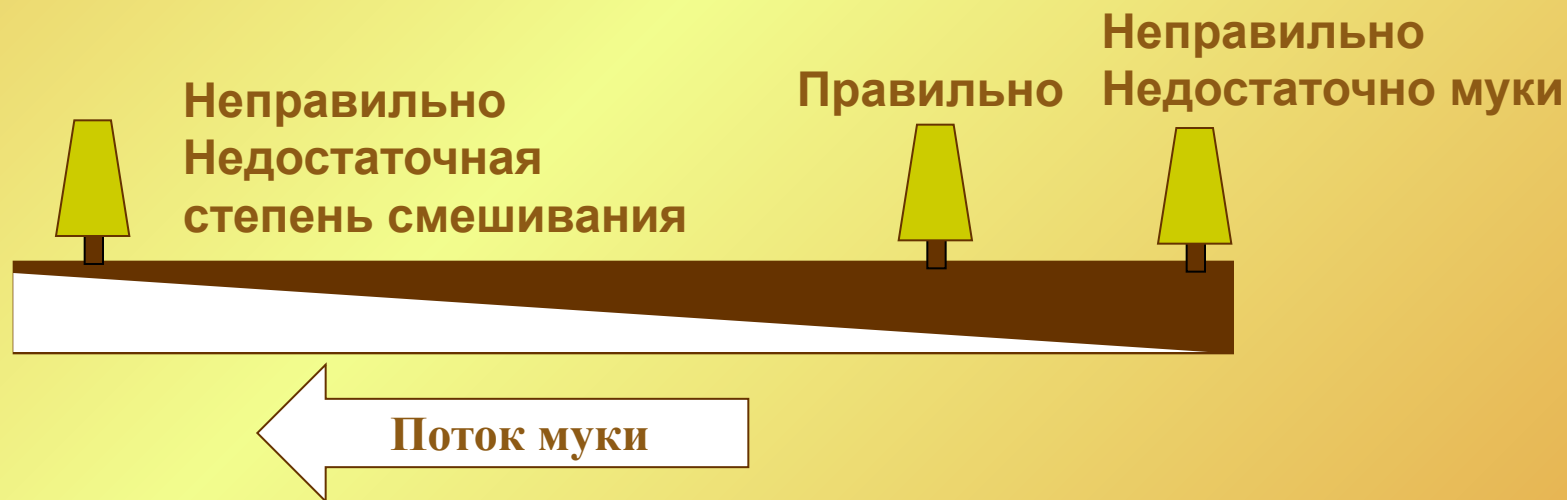 Неправильно
Недостаточная
степень смешивания
Правильно
Неправильно
Недостаточно муки
Поток муки